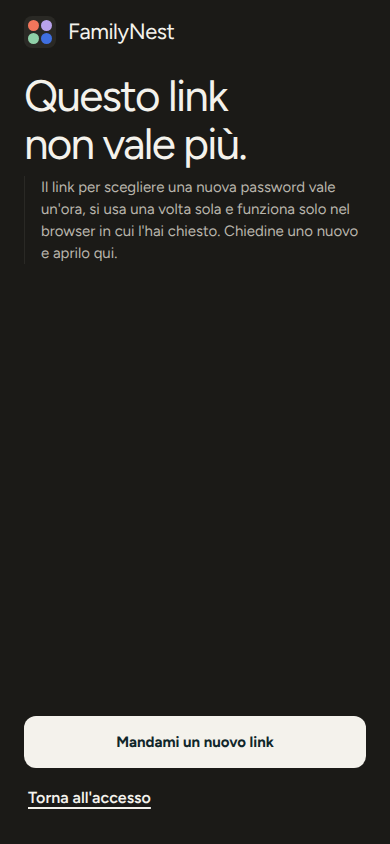 FamilyNest
Questo link
non vale più.
Il link per scegliere una nuova password vale
un'ora, si usa una volta sola e funziona solo nel
browser in cui l'hai chiesto. Chiedine uno nuovo
e aprilo qui.
Mandami un nuovo link
Torna all'accesso